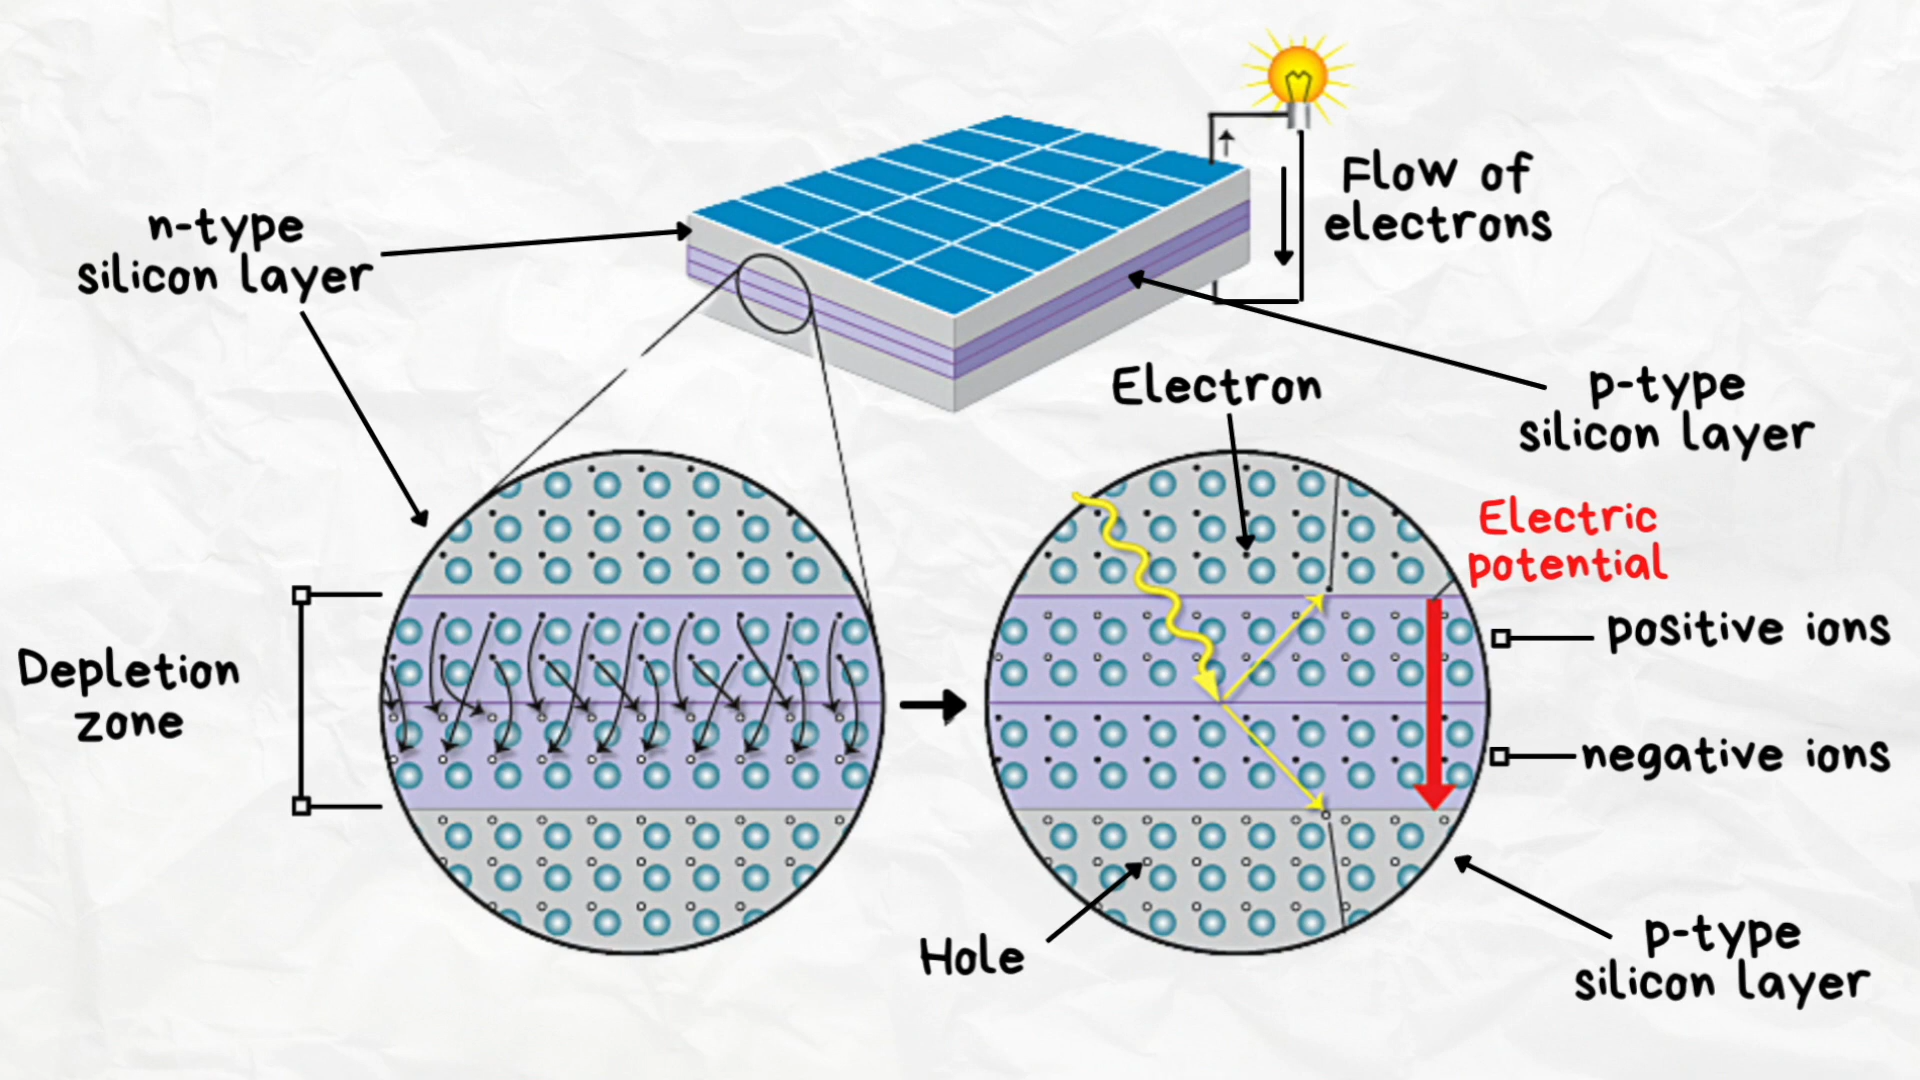 Flow of
electrons
n-type
silicon layer
Electron
p-type
silicon layer
Electric
potential
positive ions
Depletion
zone
negative ions
Hole
p-type
silicon layer